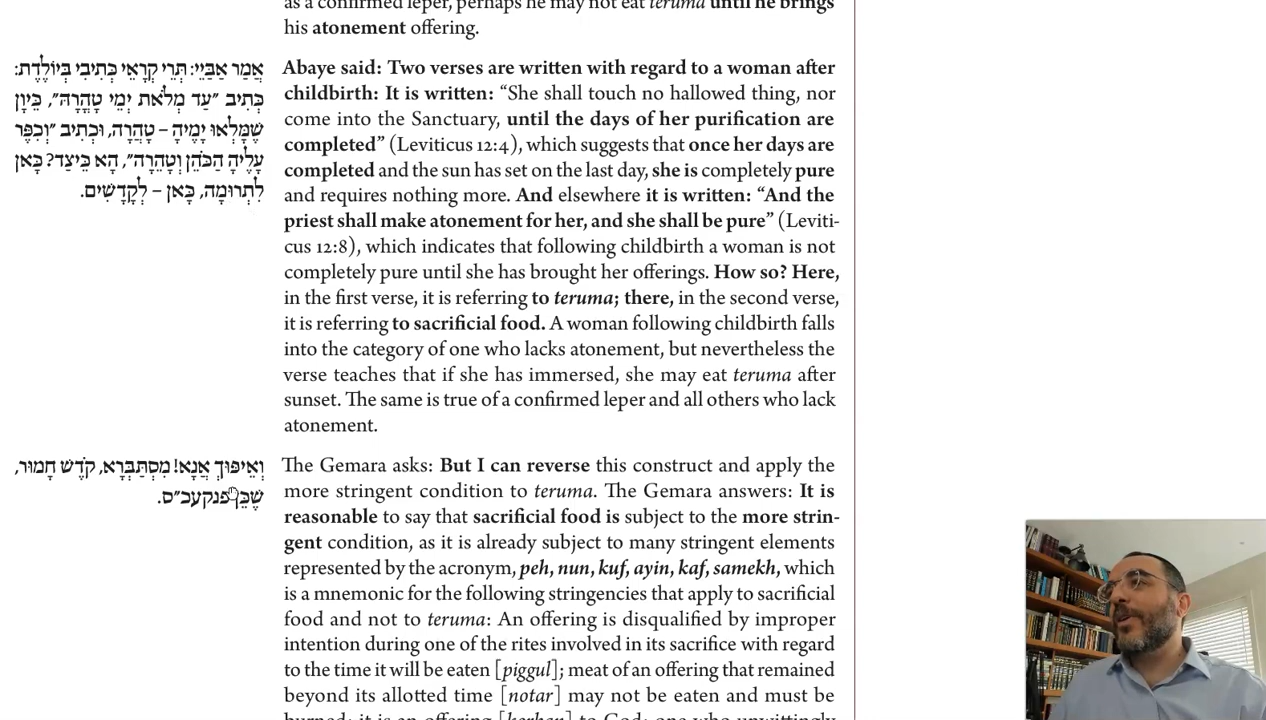 as a confirmed leper, perhaps he may not eat teruma until he brings
his atonement offering.
אֲמַר אַבַּיֵי: תְּרֵי קְרָאֵי כְּתִיבִי בְּיוֹלֶדֶת:
כְּתִיב ״עַד מְלֹאת יְמֵי טָהֳרָהּ״, כֵּיוָן
שֶׁמָּלְאוּ יָמֶיהָ – טָהֲרָה, וּכְתִיב ״וְכִפֶּר
עָלֶיהָ הַכֹּהֵן וְטָהֵרָה״, הָא כֵּיצַד? כָּאן
לִתְרוּמָה, כָּאן – לְקָדָשִׁים.
Abaye said: Two verses are written with regard to a woman after
childbirth: It is written: “She shall touch no hallowed thing, nor
come into the Sanctuary, until the days of her purification are
completed” (Leviticus 12:4), which suggests that once her days are
completed and the sun has set on the last day, she is completely pure
and requires nothing more. And elsewhere it is written: “And the
priest shall make atonement for her, and she shall be pure” (Leviti-
cus 12:8), which indicates that following childbirth a woman is not
completely pure until she has brought her offerings. How so? Here,
in the first verse, it is referring to teruma; there, in the second verse,
it is referring to sacrificial food. A woman following childbirth falls
into the category of one who lacks atonement, but nevertheless the
verse teaches that if she has immersed, she may eat teruma after
sunset. The same is true of a confirmed leper and all others who lack
atonement.
וְאֵיפוּךְ אֲנָא! מִסְתַּבְּרָא, קֹדֶשׁ חָמוּר,
שֶׁכֵּן פנקעכ״ס.
The Gemara asks: But I can reverse this construct and apply the
more stringent condition to teruma. The Gemara answers: It is
reasonable to say that sacrificial food is subject to the more strin-
gent condition, as it is already subject to many stringent elements
represented by the acronym, peh, nun, kuf, ayin, kaf, samekh, which
is a mnemonic for the following stringencies that apply to sacrificial
food and not to teruma: An offering is disqualified by improper
intention during one of the rites involved in its sacrifice with regard
to the time it will be eaten [piggul]; meat of an offering that remained
beyond its allotted time [notar] may not be eaten and must be
burned; it is an offering [korban] to God; one who unwittingly